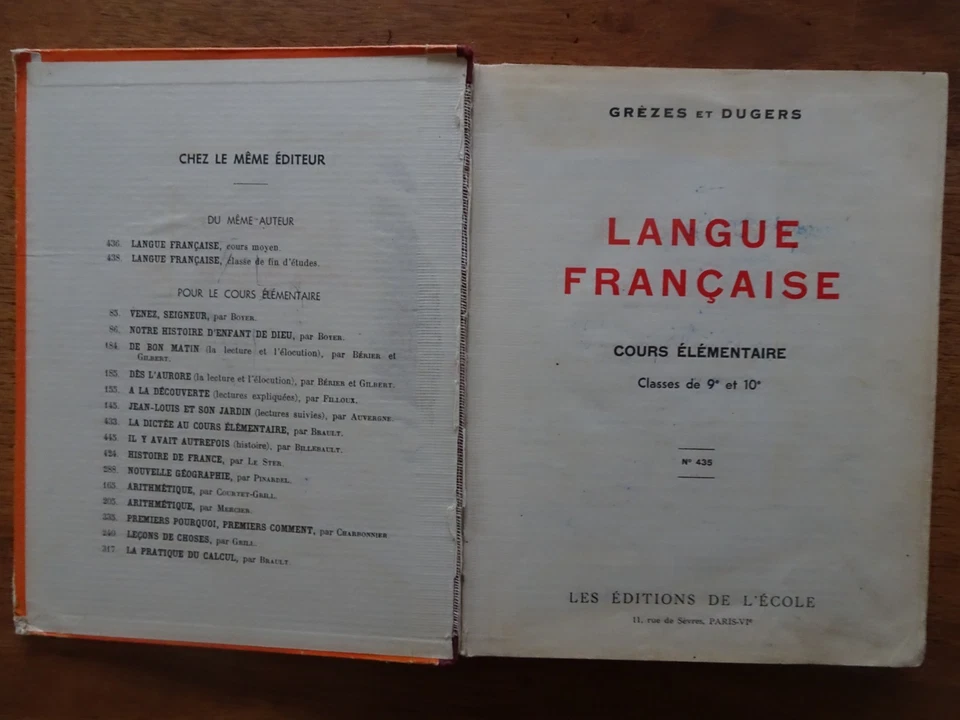 CHEZ LE MÊME ÉDITEUR
DU MÊME AUTEUR
436. LANGUE FRANÇAISE, cours moyen.
438. LANGUE FRANÇAISE, classe de fin d'études.
POUR LE COURS ÉLÉMENTAIRE
85. VENEZ, SEIGNEUR, par BOYER.
86. NOTRE HISTOIRE D'ENFANT DE DIEU, par BOYER.
184. DE BON MATIN (la lecture et l'élocution), par BÉRIER et
GILBERT.
185. DÈS L'AURORE (la lecture et l'élocution), par BÉRIER et GILBERT.
155. A LA DÉCOUVERTE (lectures expliquées), par FILLOUX.
145. JEAN-LOUIS ET SON JARDIN (lectures suivies), par AUVERGNE.
433. LA DICTÉE AU COURS ÉLÉMENTAIRE, par BRAULT.
445. IL Y AVAIT AUTREFOIS (histoire), par BILLEBAULT.
424. HISTOIRE DE FRANCE, par LE STER.
289. NOUVELLE GÉOGRAPHIE, par PINARDEL.
165. ARITHMÉTIQUE, par COURTET-GRILL.
205. ARITHMÉTIQUE, par MERCIER.
235. PREMIERS POURQUOI, PREMIERS COMMENT, par CHARBONNIER.
240. LEÇONS DE CHOSES, par GRILL.
317. LA PRATIQUE DU CALCUL, par BRAULT.
GRÈZES ET DUGERS
LANGUE
FRANÇAISE
COURS ÉLÉMENTAIRE
Classes de 9e et 10e
N° 435
LES ÉDITIONS DE L'ÉCOLE
11, rue de Sèvres, PARIS-VIe